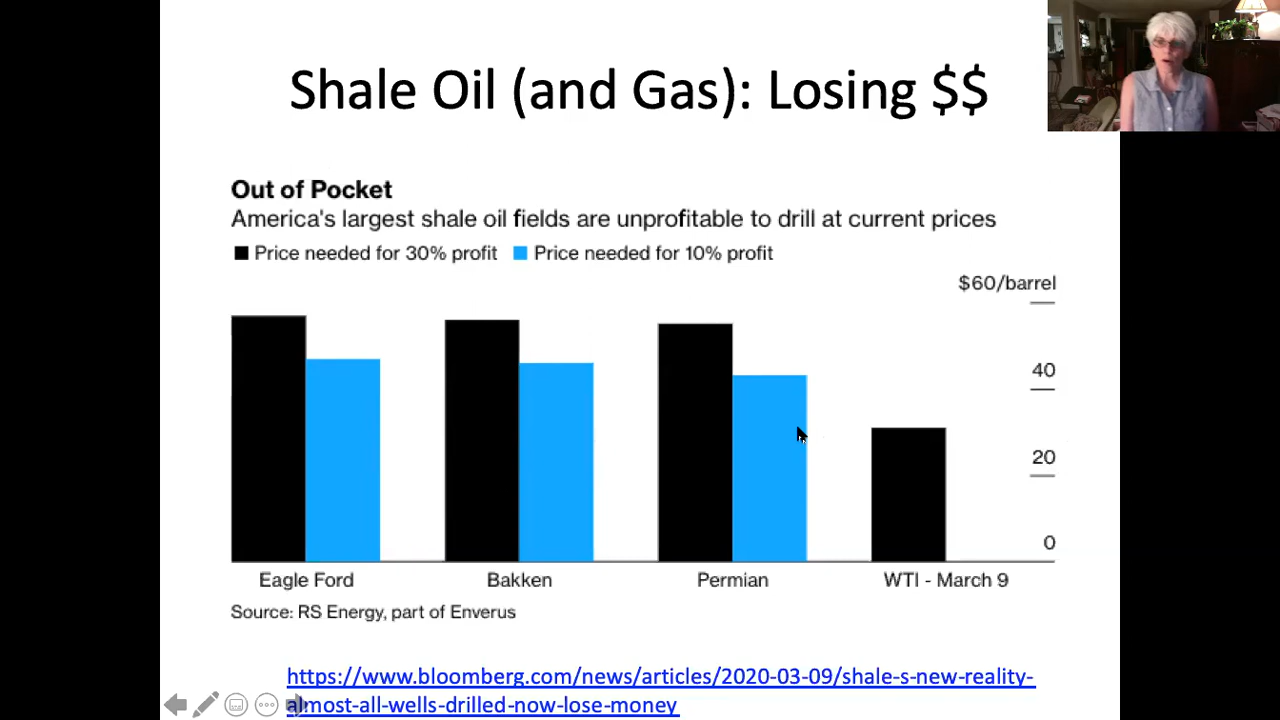 Shale Oil (and Gas): Losing $$
Out of Pocket
America's largest shale oil fields are unprofitable to drill at current prices
Price needed for 30% profit Price needed for 10% profit
$60/barrel
40
20
0
Eagle Ford Bakken Permian WTI - March 9
Source: RS Energy, part of Enverus
https://www.bloomberg.com/news/articles/2020-03-09/shale-s-new-reality-
almost-all-wells-drilled-now-lose-money